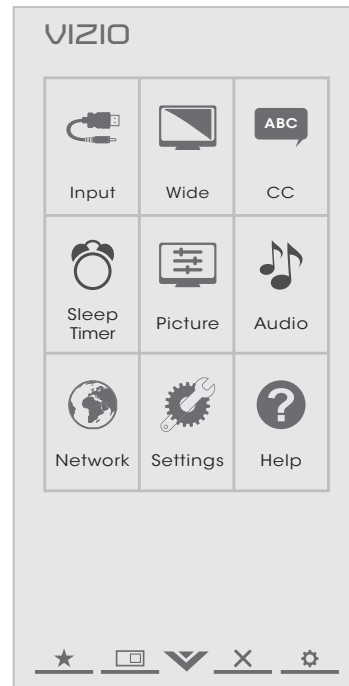 VIZIO
ABC
Input
Wide
CC
Sleep
Timer
Picture
Audio
Network
Settings
Help